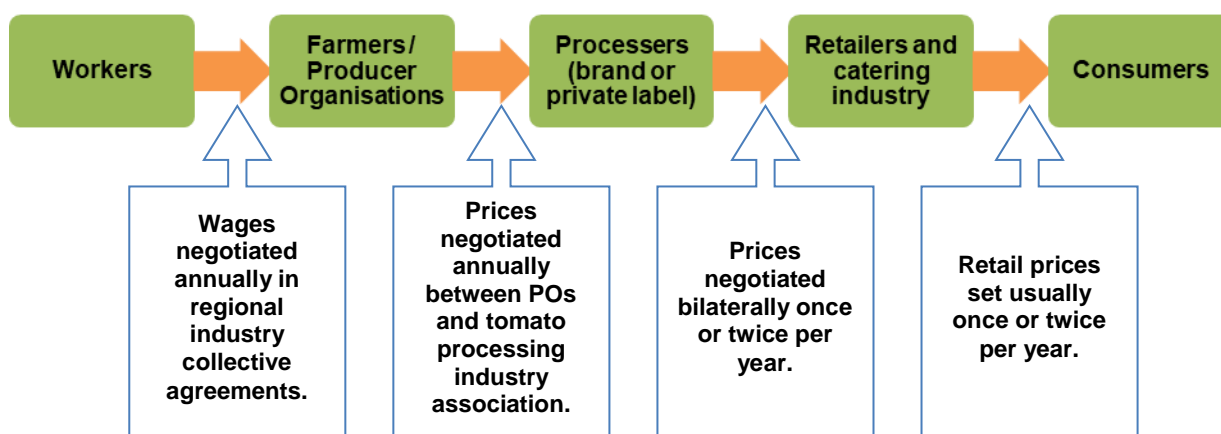 Workers
Farmers /
Producer
Organisations
Processers
(brand or
private label)
Retailers and
catering
industry
Consumers
Wages
negotiated
annually in
regional
industry
collective
agreements.
Prices
negotiated
annually
between POs
and tomato
processing
industry
association.
Prices
negotiated
bilaterally once
or twice per
year.
Retail prices
set usually
once or twice
per year.